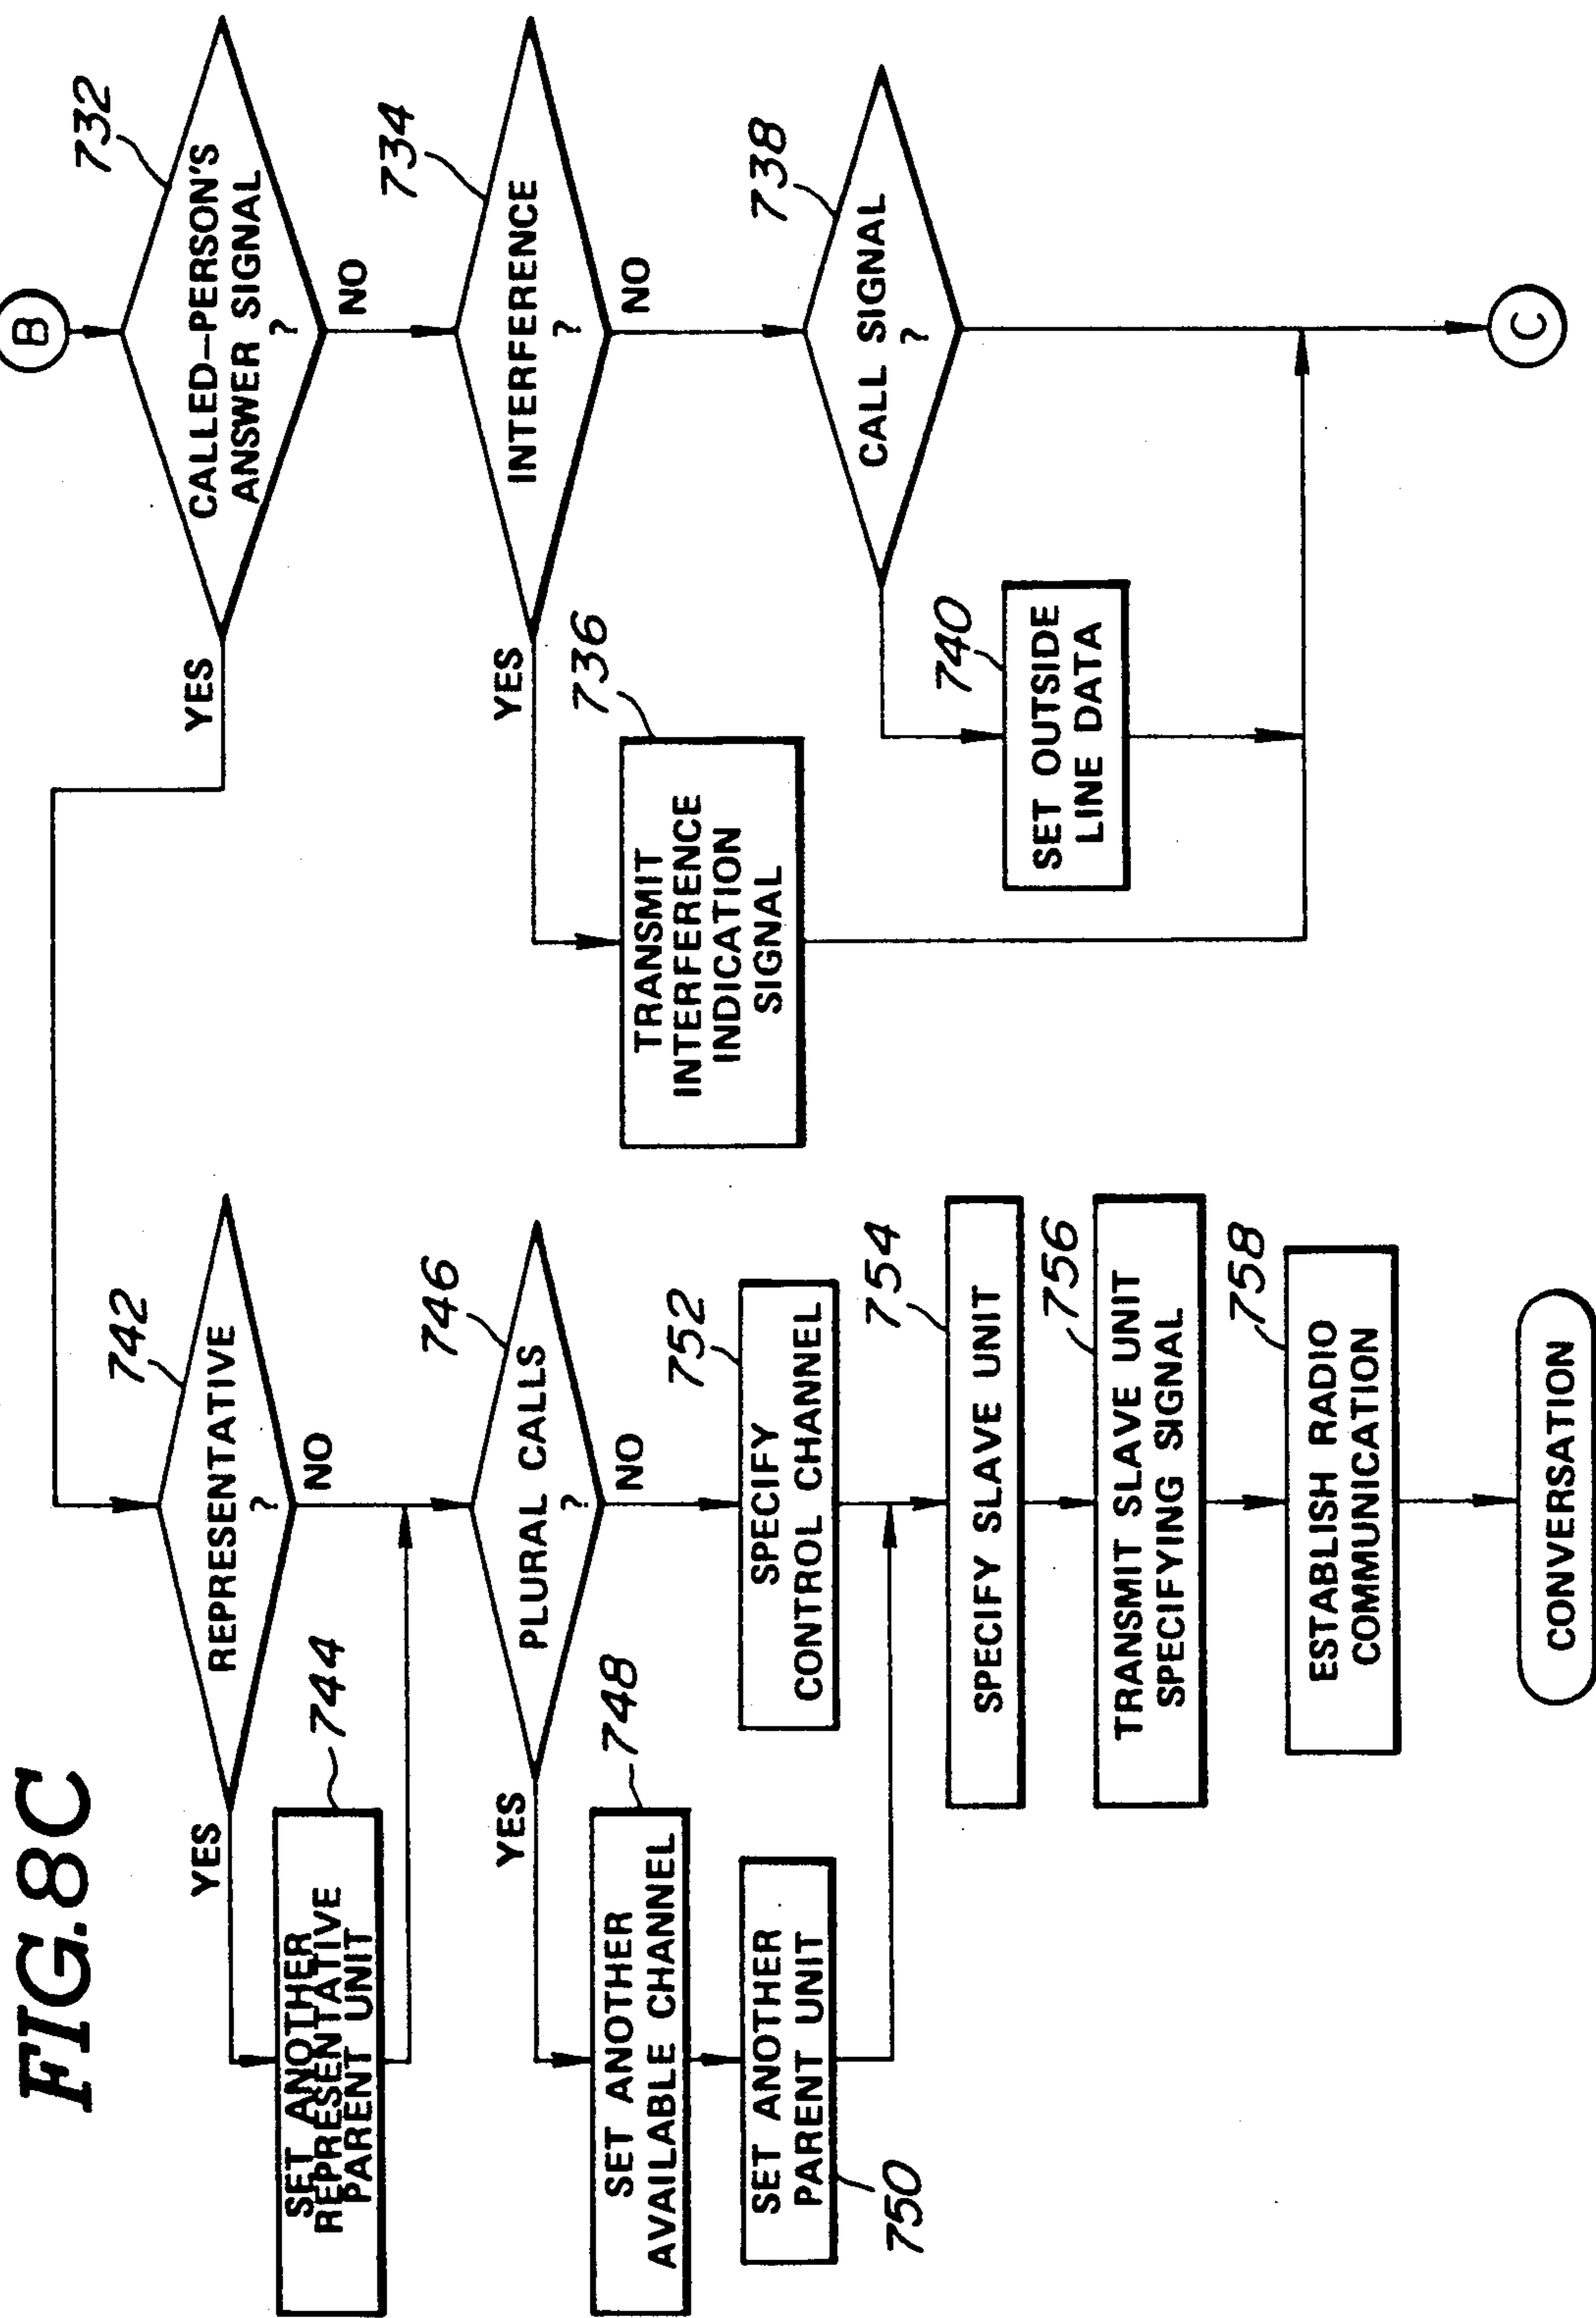 FIG.8C
B
732
CALLED-PERSON'S
ANSWER SIGNAL
?
YES
NO
734
INTERFERENCE
?
YES
NO
736
TRANSMIT
INTERFERENCE
INDICATION
SIGNAL
738
CALL SIGNAL
?
740
SET OUTSIDE
LINE DATA
C
742
REPRESENTATIVE
?
YES
NO
744
SET ANOTHER
REPRESENTATIVE
PARENT UNIT
746
PLURAL CALLS
?
YES
NO
748
SET ANOTHER
AVAILABLE CHANNEL
SET ANOTHER
PARENT UNIT
750
752
SPECIFY
CONTROL CHANNEL
754
SPECIFY SLAVE UNIT
756
TRANSMIT SLAVE UNIT
SPECIFYING SIGNAL
758
ESTABLISH RADIO
COMMUNICATION
CONVERSATION